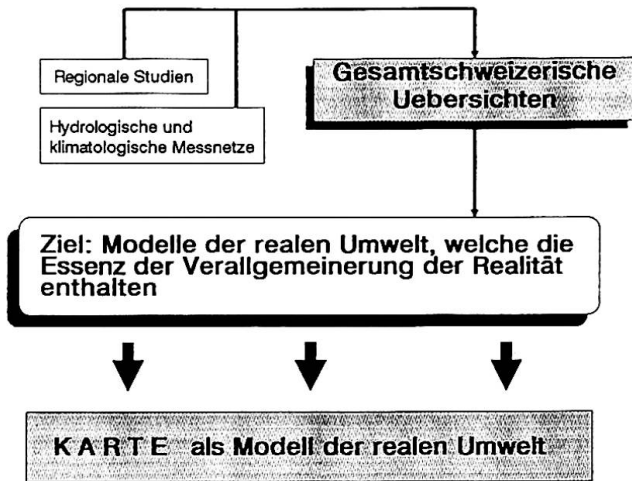 Regionale Studien
Hydrologische und
klimatologische Messnetze
Gesamtschweizerische
Uebersichten
Ziel: Modelle der realen Umwelt, welche die
Essenz der Verallgemeinerung der Realität
enthalten
KARTE als Modell der realen Umwelt